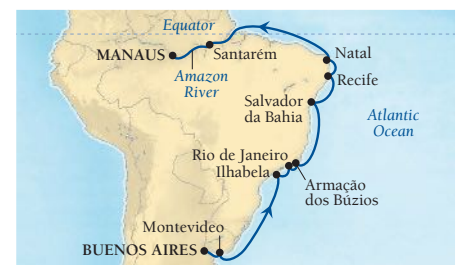 Equator
MANAUS
Santarém
Natal
Amazon
River
Recife
Salvador
da Bahia
Atlantic
Ocean
Rio de Janeiro
Ilhabela
Armação
dos Búzios
Montevideo
BUENOS AIRES